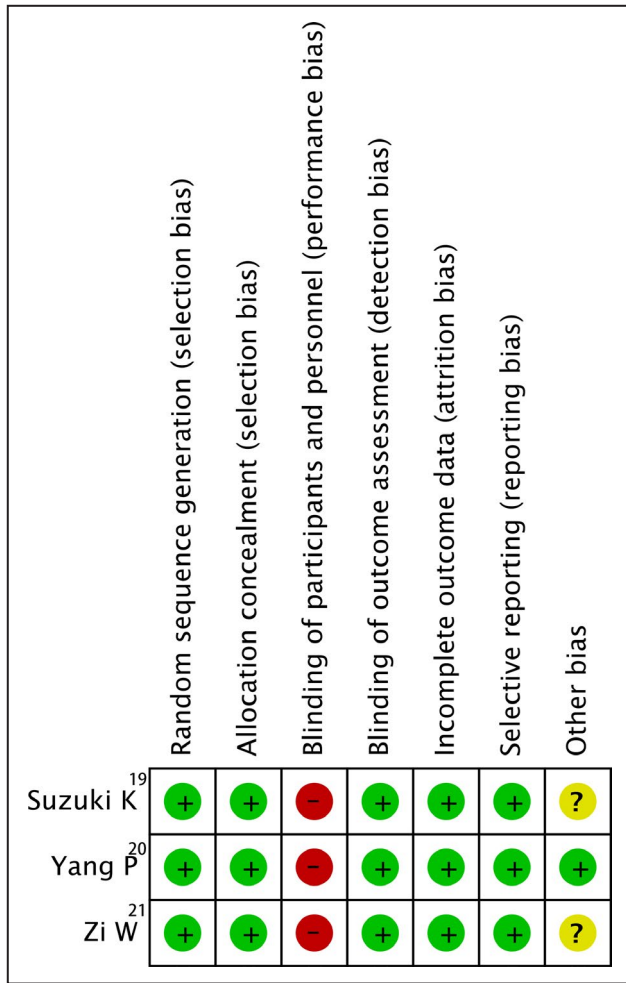 Random sequence generation (selection bias)
Allocation concealment (selection bias)
Blinding of participants and personnel (performance bias)
Blinding of outcome assessment (detection bias)
Incomplete outcome data (attrition bias)
Selective reporting (reporting bias)
Other bias
Suzuki K 19 + + - + + + ?
Yang P 20 + + - + + + +
Zi W 21 + + - + + + ?